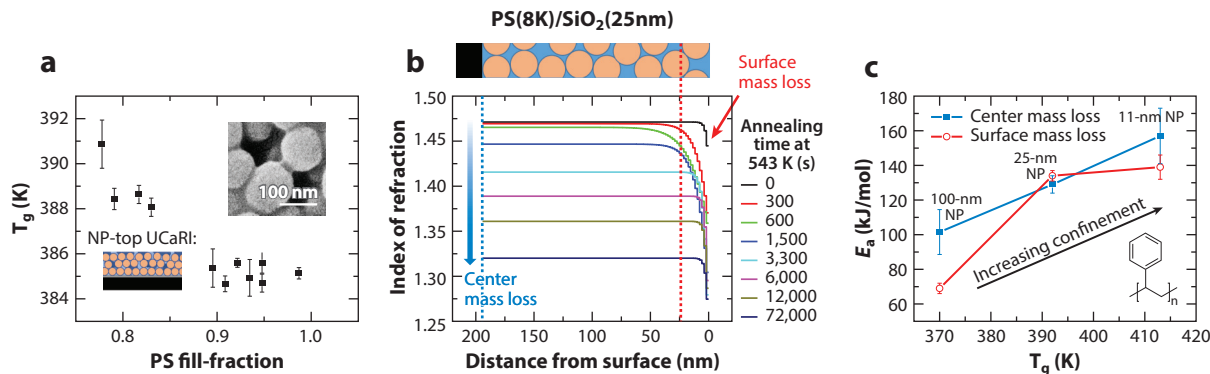 PS(8K)/SiO₂(25nm)
a
392
390
388
386
384
T_g (K)
100 nm
NP-top UCaRI:
0.8
0.9
1.0
PS fill-fraction
b
Surface
mass loss
1.50
1.45
1.40
1.35
1.30
1.25
Index of refraction
Center
mass loss
200
150
100
50
0
Distance from surface (nm)
Annealing
time at
543 K (s)
0
300
600
1,500
3,300
6,000
12,000
72,000
c
180
160
140
120
100
80
60
E_a (kJ/mol)
Center mass loss
Surface mass loss
11-nm NP
25-nm
NP
100-nm
NP
Increasing confinement
n
370
380
390
400
410
420
T_g (K)